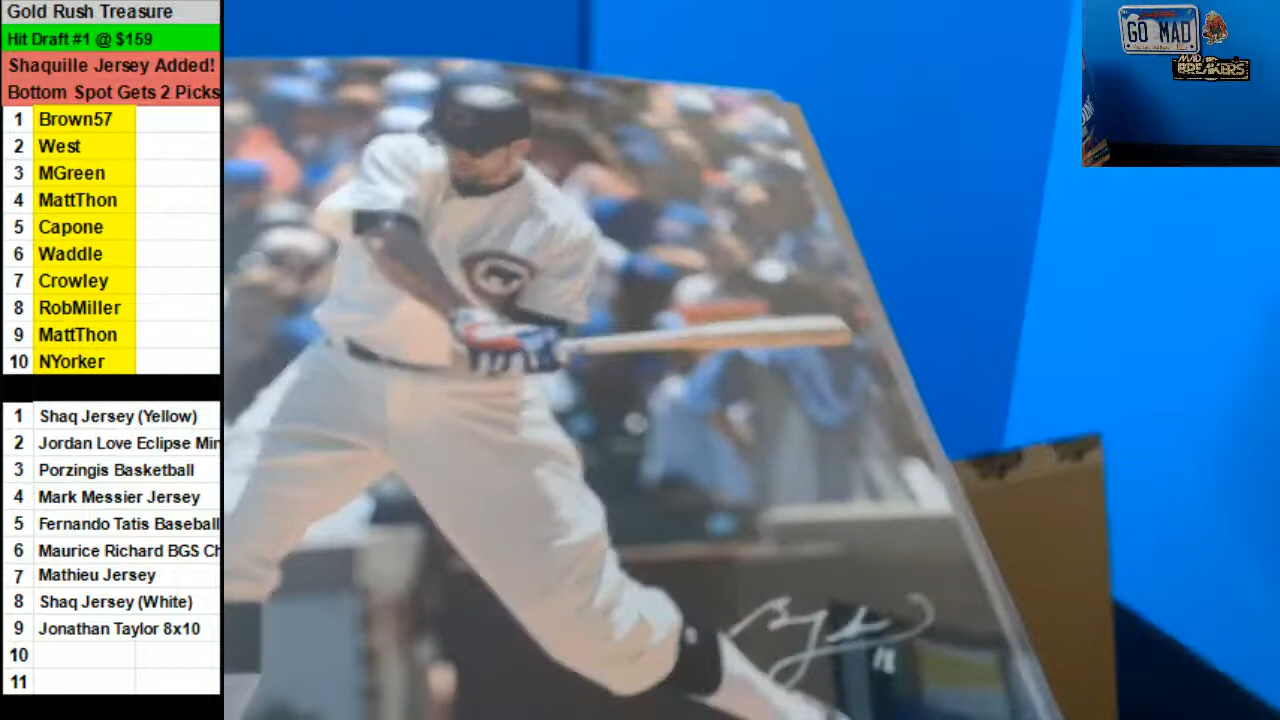 Gold Rush Treasure
Hit Draft #1 @ $159
Shaquille Jersey Added!
Bottom Spot Gets 2 Picks
1 Brown57
2 West
3 MGreen
4 MattThon
5 Capone
6 Waddle
7 Crowley
8 RobMiller
9 MattThon
10 NYorker
1 Shaq Jersey (Yellow)
2 Jordan Love Eclipse Min
3 Porzingis Basketball
4 Mark Messier Jersey
5 Fernando Tatis Baseball
6 Maurice Richard BGS Ch
7 Mathieu Jersey
8 Shaq Jersey (White)
9 Jonathan Taylor 8x10
10
11
GO MAD
MAD
BREAKERS
18